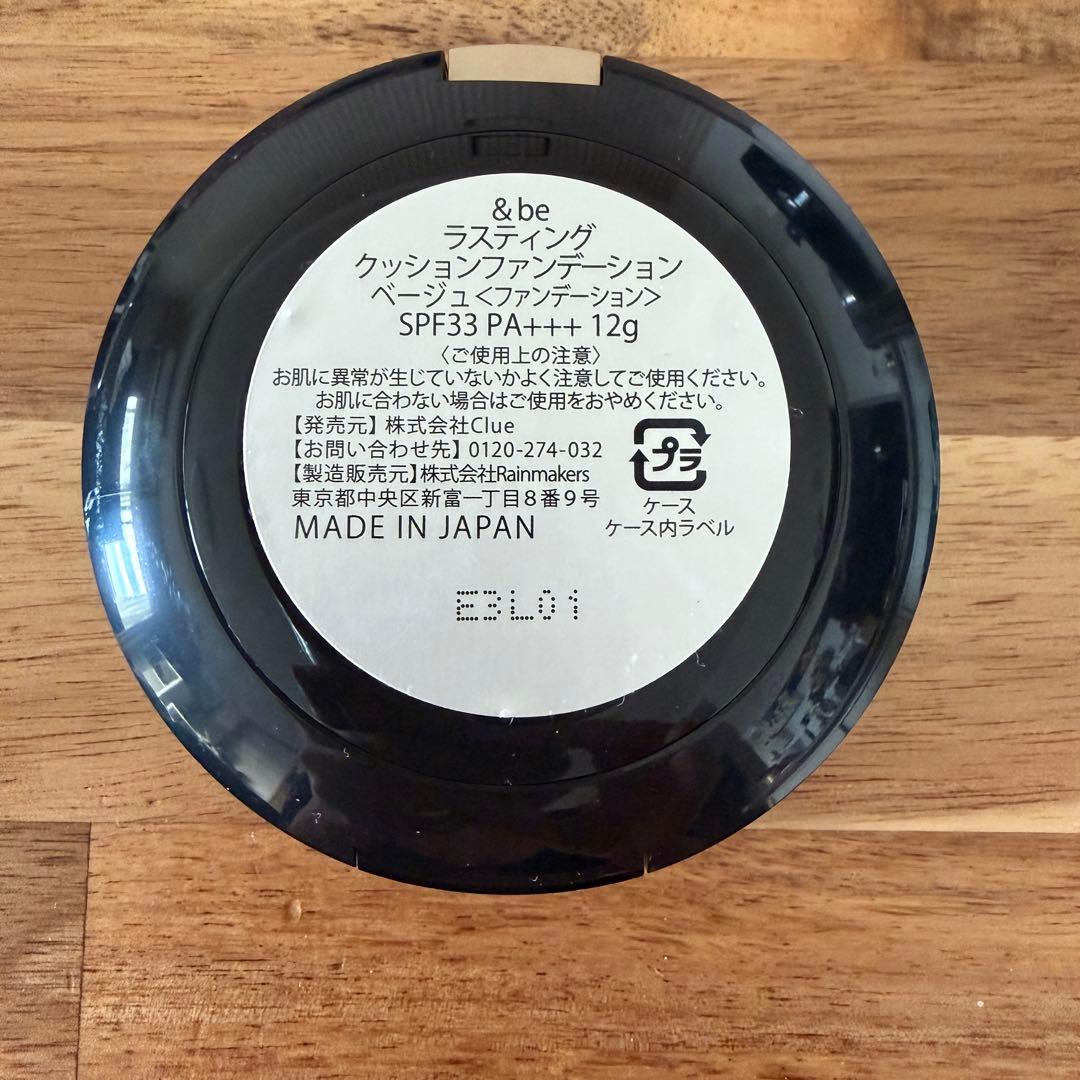 &be
ラスティング
クッションファンデーション
ベージュ<ファンデーション>
SPF33 PA+++ 12g
〈ご使用上の注意〉
お肌に異常が生じていないかよく注意してご使用ください。
お肌に合わない場合はご使用をおやめください。
【発売元】株式会社Clue
【お問い合わせ先】0120-274-032
【製造販売元】株式会社Rainmakers
東京都中央区新富一丁目8番9号
MADE IN JAPAN
プラ
ケース
ケース内ラベル
E3L01